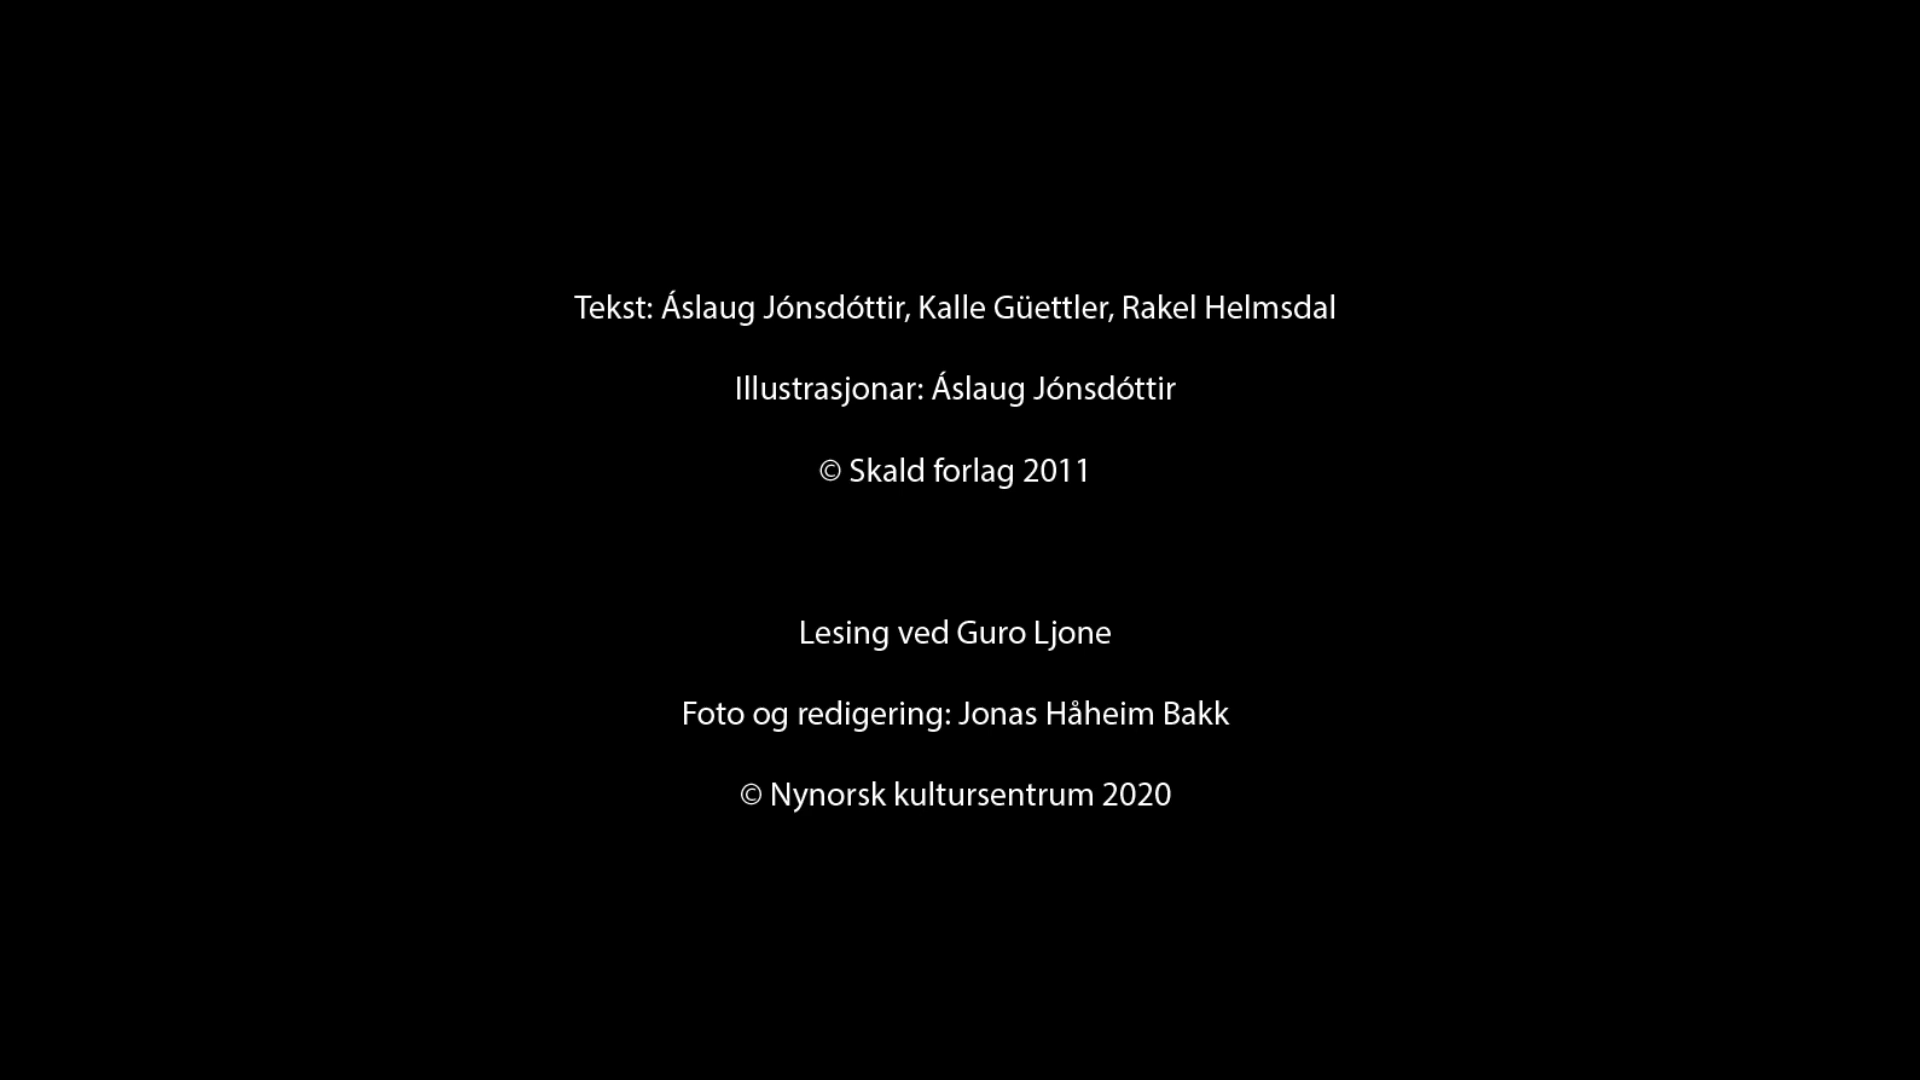 Tekst: Áslaug Jónsdóttir, Kalle Güettler, Rakel Helmsdal
Illustrasjonar: Áslaug Jónsdóttir
© Skald forlag 2011
Lesing ved Guro Ljone
Foto og redigering: Jonas Håheim Bakk
© Nynorsk kultursentrum 2020